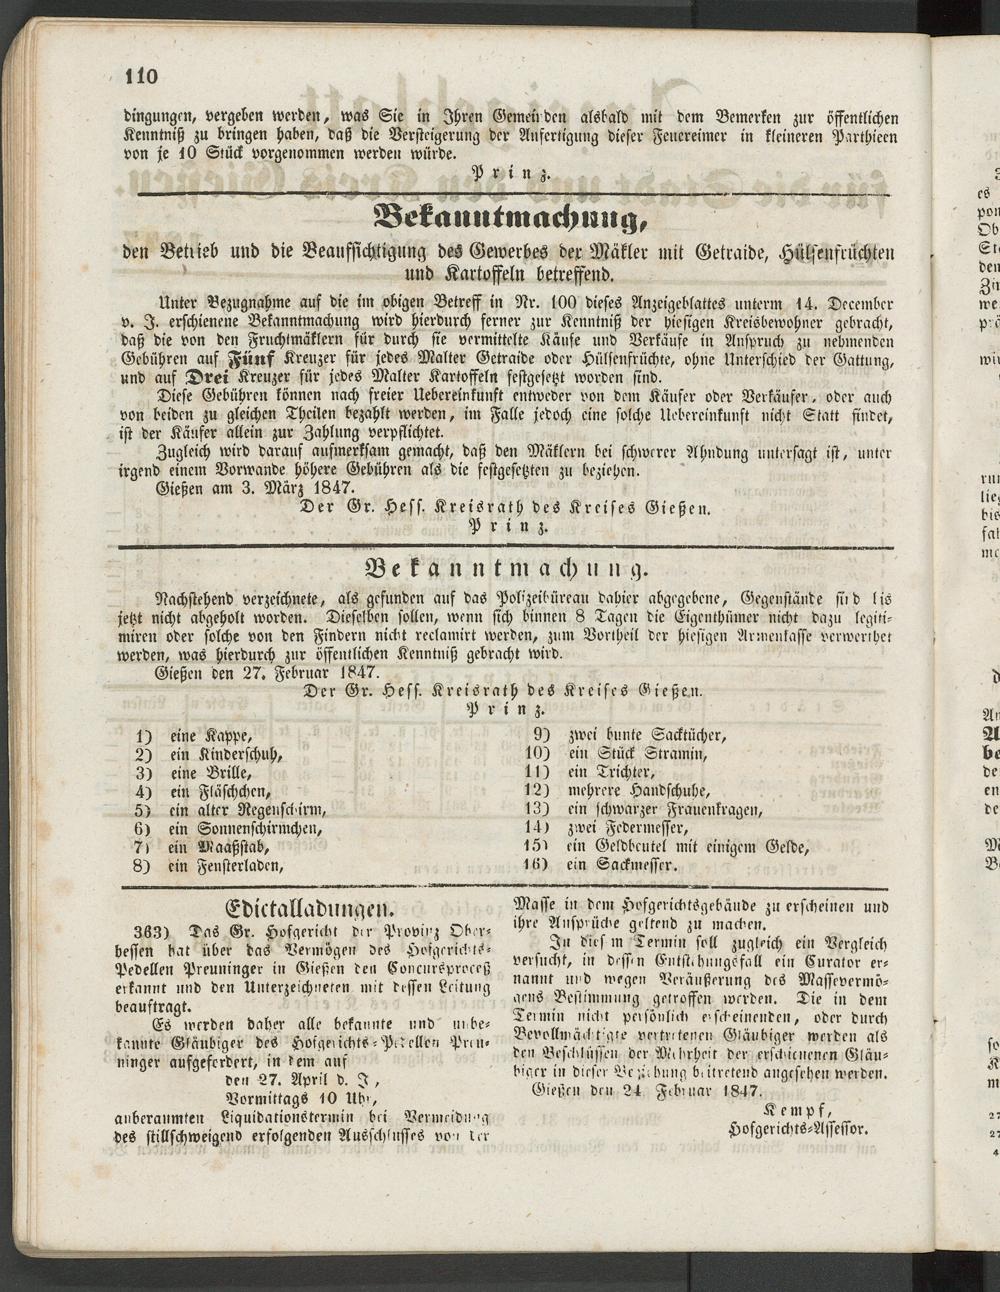 110
dingungen, vergeben werden, was Sie in Ihren Gemeinden alsbald mit dem Bemerken zur öffentlichen
Kenntniß zu bringen haben, daß die Versteigerung der Anfertigung dieser Feuereimer in kleineren Parthieen
von je 10 Stück vorgenommen werden würde.
Prinz.
Bekanntmachung,
den Betrieb und die Beaufsichtigung des Gewerbes der Mäkler mit Getraide, Hülsenfrüchten
und Kartoffeln betreffend.
Unter Bezugnahme auf die im obigen Betreff in Nr. 100 dieses Anzeigeblattes unterm 14. December
v. J. erschienene Bekanntmachung wird hierdurch ferner zur Kenntniß der hiesigen Kreisbewohner gebracht,
daß die von den Fruchtmäklern für durch sie vermittelte Käufe und Verkäufe in Anspruch zu nehmenden
Gebühren auf Fünf Kreuzer für jedes Malter Getraide oder Hülsenfrüchte, ohne Unterschied der Gattung,
und auf Drei Kreuzer für jedes Malter Kartoffeln festgesetzt worden sind.
Diese Gebühren können nach freier Uebereinkunft entweder von dem Käufer oder Verkäufer, oder auch
von beiden zu gleichen Theilen bezahlt werden, im Falle jedoch eine solche Uebereinkunft nicht Statt findet,
ist der Käufer allein zur Zahlung verpflichtet.
Zugleich wird darauf aufmerksam gemacht, daß den Mäklern bei schwerer Ahndung untersagt ist, unter
irgend einem Vorwande höhere Gebühren als die festgesetzten zu beziehen.
Gießen am 3. März 1847.
Der Gr. Hess. Kreisrath des Kreises Gießen.
Prinz.
Bekanntmachung.
Nachstehend verzeichnete, als gefunden auf das Polizeibüreau dahier abgegebene, Gegenstände sind bis
jetzt nicht abgeholt worden. Dieselben sollen, wenn sich binnen 8 Tagen die Eigenthümer nicht dazu legiti-
miren oder solche von den Findern nicht reclamirt werden, zum Vortheil der hiesigen Armenkasse verwerthet
werden, was hierdurch zur öffentlichen Kenntniß gebracht wird.
Gießen den 27. Februar 1847.
Der Gr. Hess. Kreisrath des Kreises Gießen.
Prinz.
1) eine Kappe,
2) ein Kinderschuh,
3) eine Brille,
4) ein Fläschchen,
5) ein alter Regenschirm,
6) ein Sonnenschirmchen,
7) ein Maaßstab,
8) ein Fensterladen,
9) zwei bunte Sacktücher,
10) ein Stück Stramin,
11) ein Trichter,
12) mehrere Handschuhe,
13) ein schwarzer Frauenkragen,
14) zwei Federmesser,
15) ein Geldbeutel mit einigem Gelde,
16) ein Sackmesser.
Edictalladungen.
363) Das Gr. Hofgericht der Provinz Ober-
hessen hat über das Vermögen des Hofgerichts-
Pedellen Preuninger in Gießen den Concursproceß
erkannt und den Unterzeichneten mit dessen Leitung
beauftragt.
Es werden daher alle bekannte und unbe-
kannte Gläubiger des Hofgerichts-Pedellen Preu-
ninger aufgefordert, in dem auf
den 27. April d. J,
Vormittags 10 Uhr,
anberaumten Liquidationstermin bei Vermeidung
des stillschweigend erfolgenden Ausschlusses von der
Masse in dem Hofgerichtsgebäude zu erscheinen und
ihre Ansprüche geltend zu machen.
In diesem Termin soll zugleich ein Vergleich
versucht, in dessen Entstehungsfall ein Curator er-
nannt und wegen Veräußerung des Massevermö-
gens Bestimmung getroffen werden. Die in dem
Termin nicht persönlich erscheinenden, oder durch
Bevollmächtigte vertretenen Gläubiger werden als
den Beschlüssen der Mehrheit der erschienenen Gläu-
biger in dieser Beziehung beitretend angesehen werden.
Gießen den 24. Februar 1847.
Kempf,
Hofgerichts-Assessor.